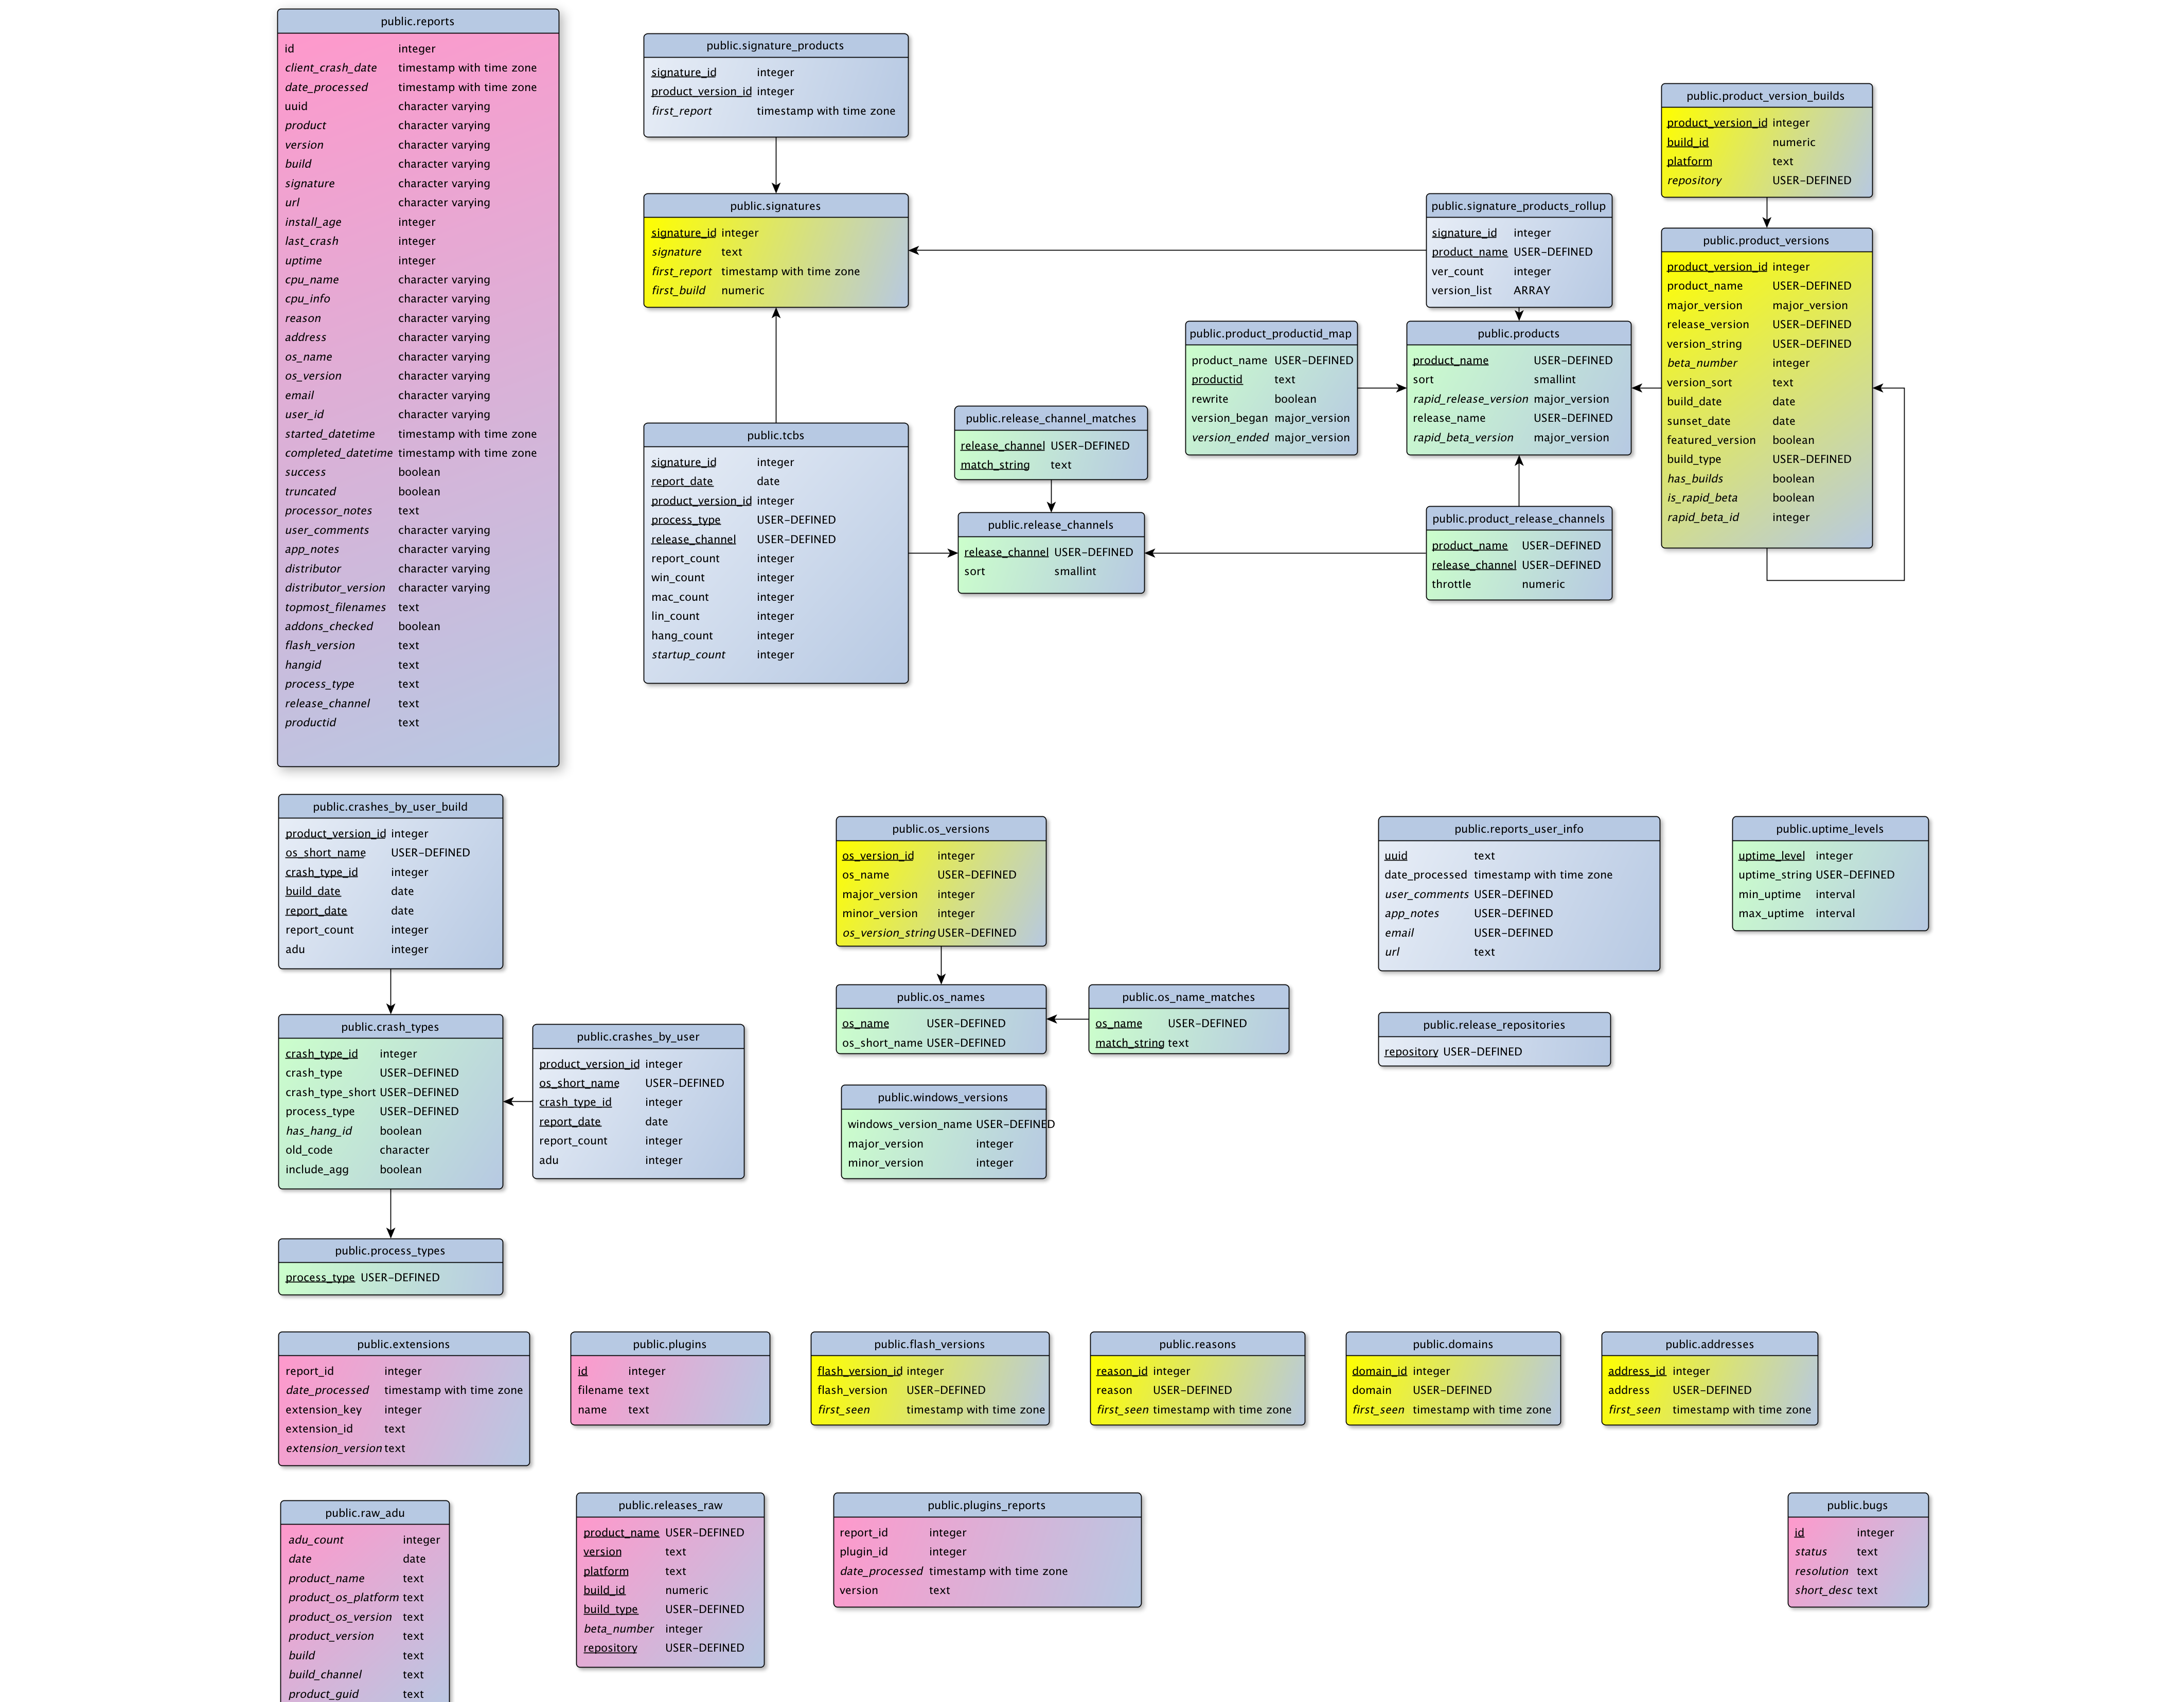 public.reports
id integer
client_crash_date timestamp with time zone
date_processed timestamp with time zone
uuid character varying
product character varying
version character varying
build character varying
signature character varying
url character varying
install_age integer
last_crash integer
uptime integer
cpu_name character varying
cpu_info character varying
reason character varying
address character varying
os_name character varying
os_version character varying
email character varying
user_id character varying
started_datetime timestamp with time zone
completed_datetime timestamp with time zone
success boolean
truncated boolean
processor_notes text
user_comments character varying
app_notes character varying
distributor character varying
distributor_version character varying
topmost_filenames text
addons_checked boolean
flash_version text
hangid text
process_type text
release_channel text
productid text
public.signature_products
signature_id integer
product_version_id integer
first_report timestamp with time zone
public.signatures
signature_id integer
signature text
first_report timestamp with time zone
first_build numeric
public.tcbs
signature_id integer
report_date date
product_version_id integer
process_type USER-DEFINED
release_channel USER-DEFINED
report_count integer
win_count integer
mac_count integer
lin_count integer
hang_count integer
startup_count integer
public.release_channel_matches
release_channel USER-DEFINED
match_string text
public.release_channels
release_channel USER-DEFINED
sort smallint
public.product_productid_map
product_name USER-DEFINED
productid text
rewrite boolean
version_began major_version
version_ended major_version
public.signature_products_rollup
signature_id integer
product_name USER-DEFINED
ver_count integer
version_list ARRAY
public.products
product_name USER-DEFINED
sort smallint
rapid_release_version major_version
release_name USER-DEFINED
rapid_beta_version major_version
public.product_release_channels
product_name USER-DEFINED
release_channel USER-DEFINED
throttle numeric
public.product_version_builds
product_version_id integer
build_id numeric
platform text
repository USER-DEFINED
public.product_versions
product_version_id integer
product_name USER-DEFINED
major_version major_version
release_version USER-DEFINED
version_string USER-DEFINED
beta_number integer
version_sort text
build_date date
sunset_date date
featured_version boolean
build_type USER-DEFINED
has_builds boolean
is_rapid_beta boolean
rapid_beta_id integer
public.crashes_by_user_build
product_version_id integer
os_short_name USER-DEFINED
crash_type_id integer
build_date date
report_date date
report_count integer
adu integer
public.crash_types
crash_type_id integer
crash_type USER-DEFINED
crash_type_short USER-DEFINED
process_type USER-DEFINED
has_hang_id boolean
old_code character
include_agg boolean
public.crashes_by_user
product_version_id integer
os_short_name USER-DEFINED
crash_type_id integer
report_date date
report_count integer
adu integer
public.process_types
process_type USER-DEFINED
public.os_versions
os_version_id integer
os_name USER-DEFINED
major_version integer
minor_version integer
os_version_string USER-DEFINED
public.os_names
os_name USER-DEFINED
os_short_name USER-DEFINED
public.os_name_matches
os_name USER-DEFINED
match_string text
public.windows_versions
windows_version_name USER-DEFINED
major_version integer
minor_version integer
public.reports_user_info
uuid text
date_processed timestamp with time zone
user_comments USER-DEFINED
app_notes USER-DEFINED
email USER-DEFINED
url text
public.release_repositories
repository USER-DEFINED
public.uptime_levels
uptime_level integer
uptime_string USER-DEFINED
min_uptime interval
max_uptime interval
public.extensions
report_id integer
date_processed timestamp with time zone
extension_key integer
extension_id text
extension_version text
public.plugins
id integer
filename text
name text
public.flash_versions
flash_version_id integer
flash_version USER-DEFINED
first_seen timestamp with time zone
public.reasons
reason_id integer
reason USER-DEFINED
first_seen timestamp with time zone
public.domains
domain_id integer
domain USER-DEFINED
first_seen timestamp with time zone
public.addresses
address_id integer
address USER-DEFINED
first_seen timestamp with time zone
public.raw_adu
adu_count integer
date date
product_name text
product_os_platform text
product_os_version text
product_version text
build text
build_channel text
product_guid text
public.releases_raw
product_name USER-DEFINED
version text
platform text
build_id numeric
build_type USER-DEFINED
beta_number integer
repository USER-DEFINED
public.plugins_reports
report_id integer
plugin_id integer
date_processed timestamp with time zone
version text
public.bugs
id integer
status text
resolution text
short_desc text